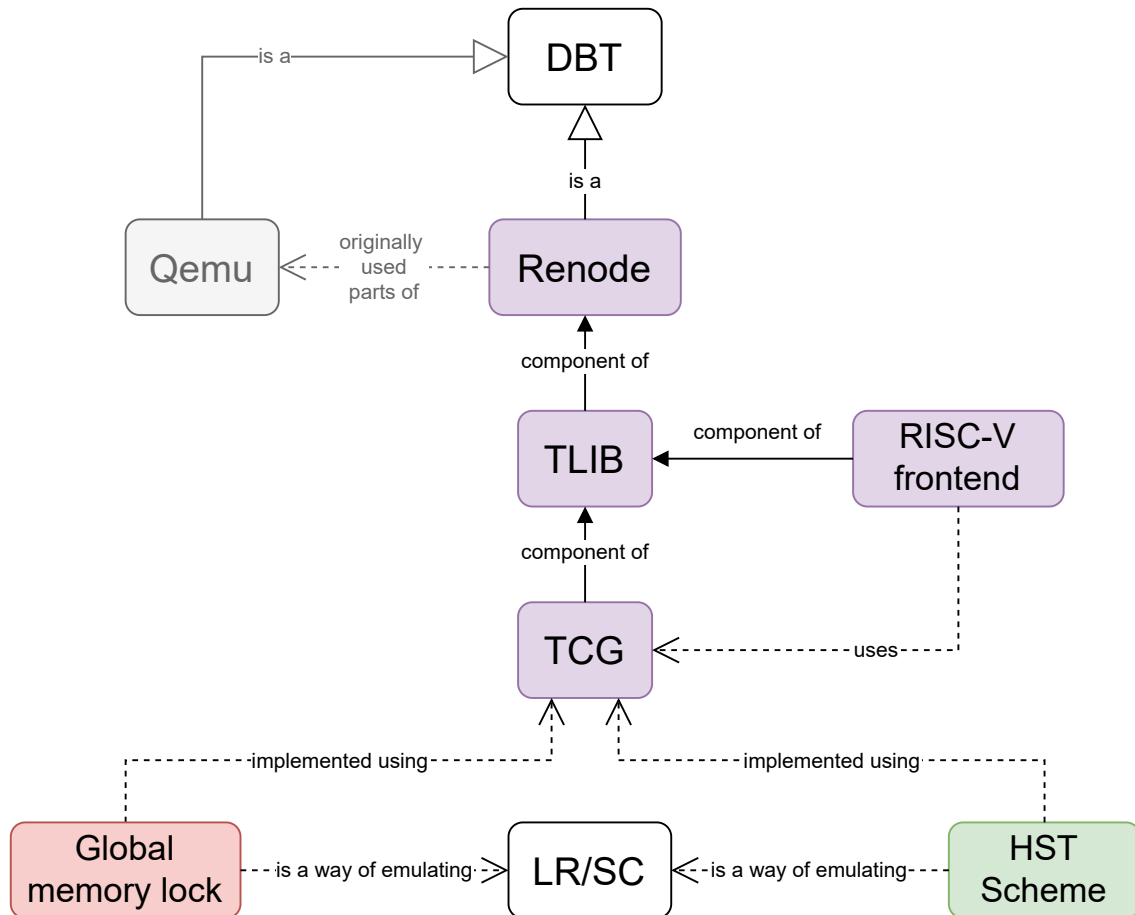 DBT
is a
is a
Qemu
originally
used
parts of
Renode
component of
TLIB
component of
RISC-V
frontend
component of
TCG
uses
implemented using
implemented using
Global
memory lock
is a way of emulating
LR/SC
is a way of emulating
HST
Scheme